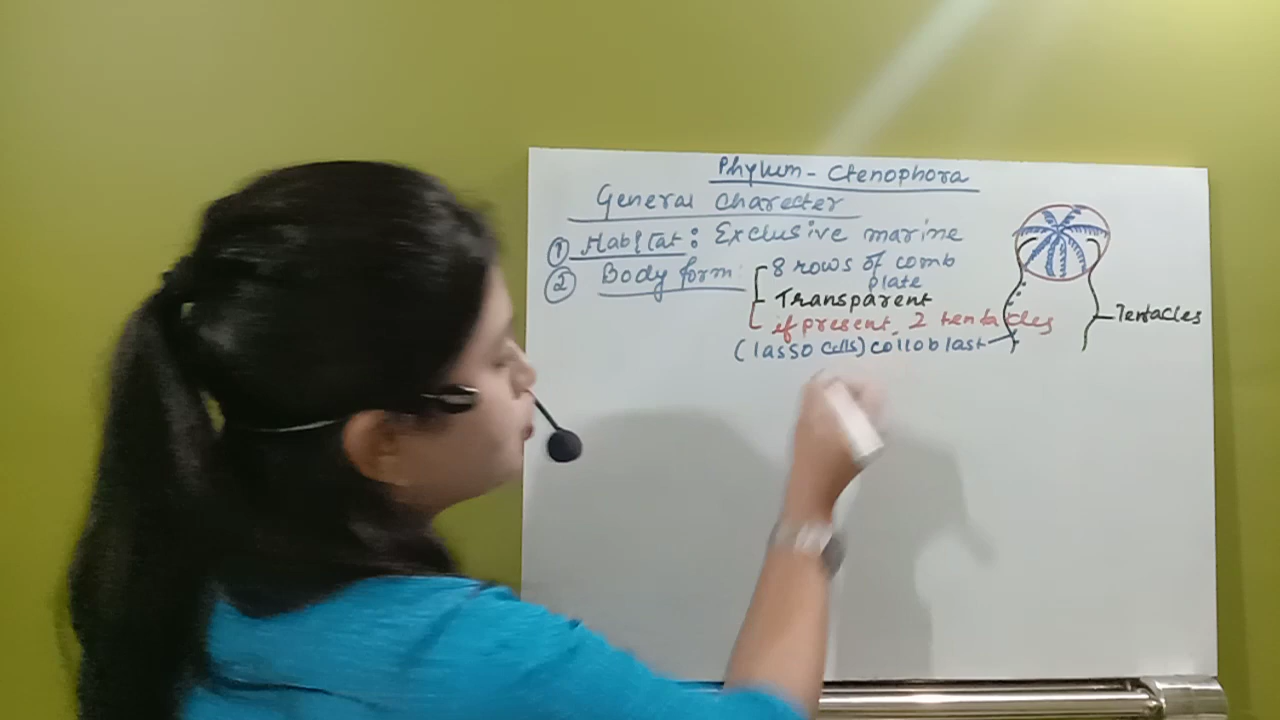 Phylum - Ctenophora
General Charecter
① Habitat : Exclusive marine
② Body form
8 rows of comb
plate
Transparent
if present, 2 tentacles
(lasso cells) colloblast
Tentacles